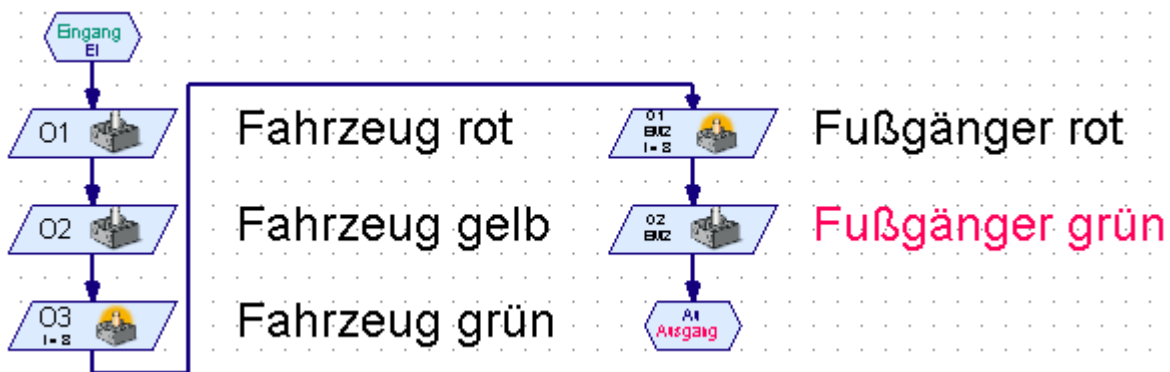 Eingang
EI
O1
Fahrzeug rot
O2
Fahrzeug gelb
O3
I = 8
Fahrzeug grün
O1
EM2
I = 8
Fußgänger rot
O2
EM2
Fußgänger grün
Ausgang